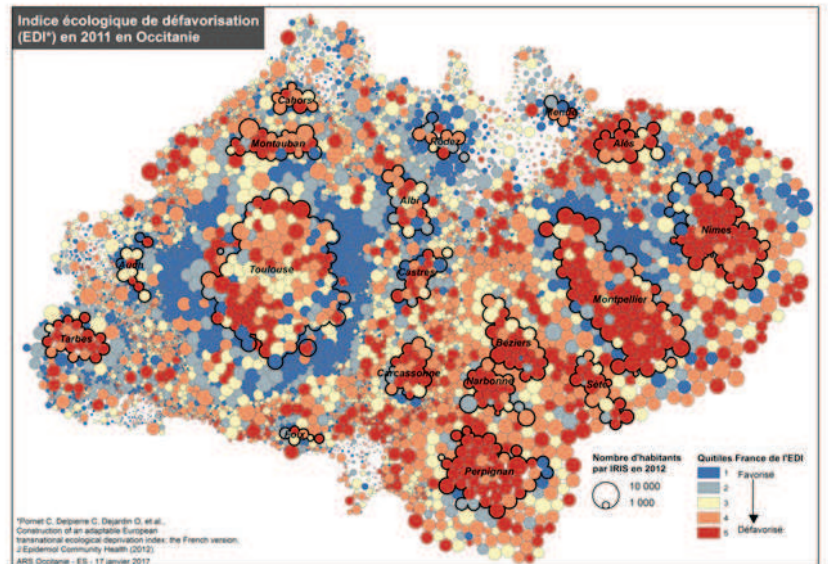 Indice écologique de défavorisation
(EDI*) en 2011 en Occitanie
Cahors
Mende
Montauban
Rodez
Alès
Albi
Nîmes
Auch
Toulouse
Castres
Montpellier
Tarbes
Béziers
Carcassonne
Narbonne
Sète
Foix
Perpignan
Nombre d'habitants
par IRIS en 2012
10 000
1 000
Qutiles France de l'EDI
1
Favorisé
2
3
4
5
Défavorisé
*Pornet C, Delpierre C, Dejardin O, et al.,
Construction of an adaptable European
transnational ecological deprivation index: the French version.
J Epidemiol Community Health (2012)
ARS Occitanie - ES - 17 janvier 2017